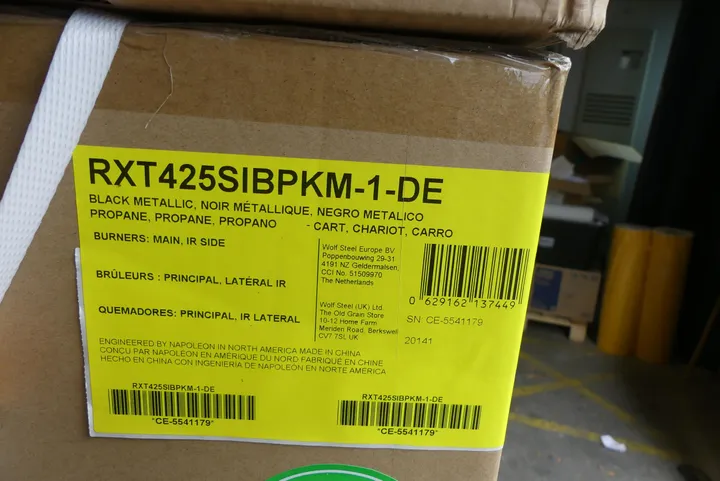 RXT425SIBPKM-1-DE
BLACK METALLIC, NOIR MÉTALLIQUE, NEGRO METALICO
PROPANE, PROPANE, PROPANO - CART, CHARIOT, CARRO
BURNERS: MAIN, IR SIDE
BRÛLEURS : PRINCIPAL, LATÉRAL IR
QUEMADORES: PRINCIPAL, IR LATERAL
Wolf Steel Europe BV
Poppenbouwing 29-31
4191 NZ Geldermalsen,
CCI No. 51509970
The Netherlands
Wolf Steel (UK) Ltd.
The Old Grain Store
10-12 Home Farm
Meriden Road, Berkswell
CV7 7SL UK
0 629162 137449
SN: CE-5541179
20141
ENGINEERED BY NAPOLEON IN NORTH AMERICA MADE IN CHINA
CONÇU PAR NAPOLEON EN AMÉRIQUE DU NORD FABRIQUÉ EN CHINE
HECHO EN CHINA CON INGENIERIA DE NAPOLEON EN NORTE AMÉRICA
RXT425SIBPKM-1-DE
*CE-5541179*
RXT425SIBPKM-1-DE
*CE-5541179*